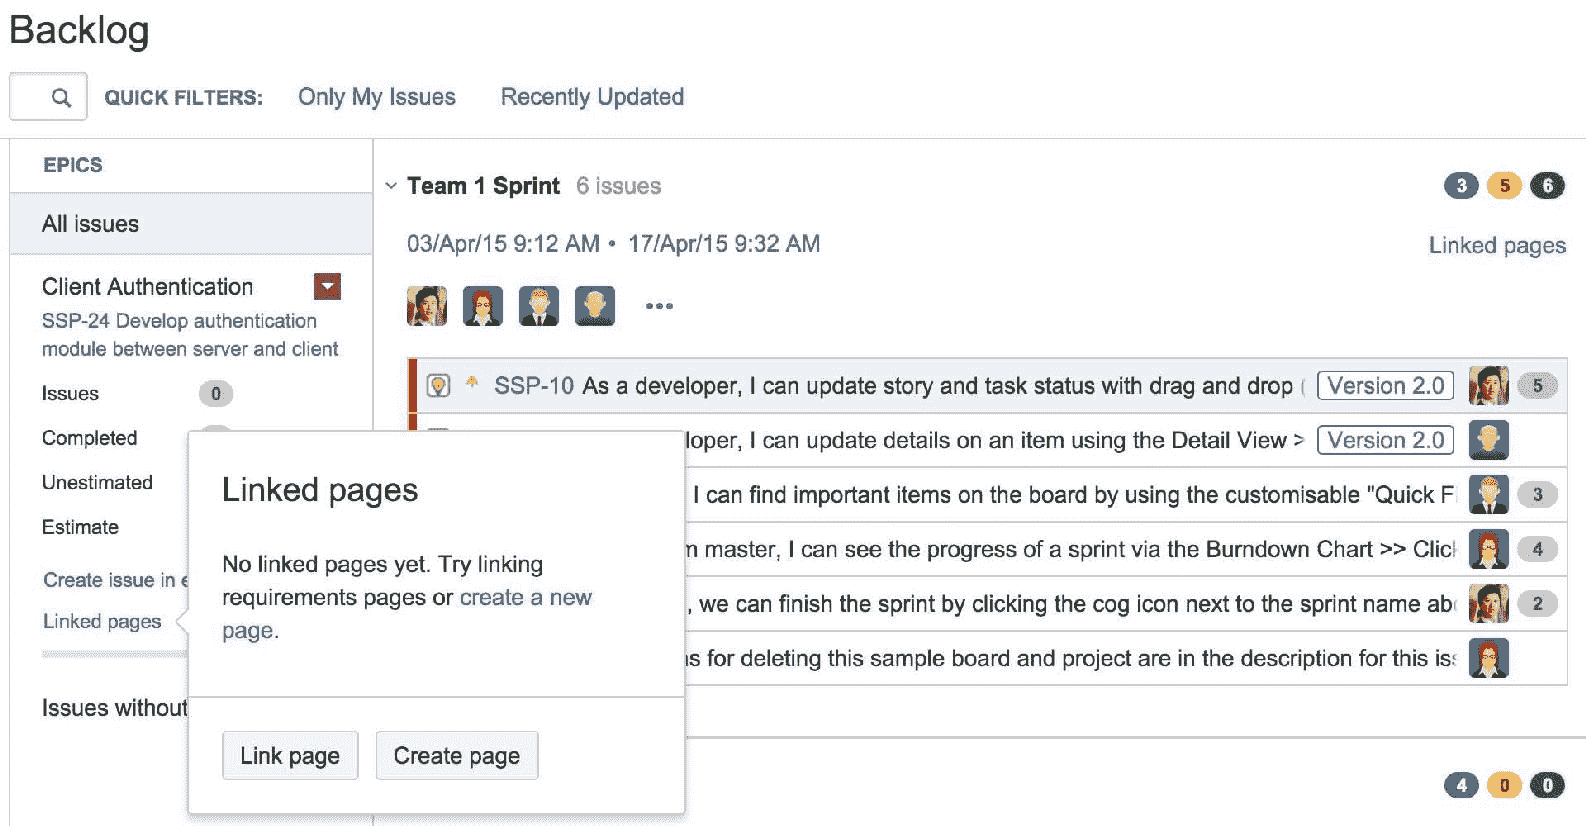 Backlog
QUICK FILTERS: Only My Issues Recently Updated
EPICS
All issues
Client Authentication
SSP-24 Develop authentication
module between server and client
Issues 0
Completed
Unestimated
Estimate
Create issue in
Linked pages
Issues without
Linked pages
No linked pages yet. Try linking
requirements pages or create a new
page.
Link page Create page
Team 1 Sprint 6 issues 3 5 6
03/Apr/15 9:12 AM • 17/Apr/15 9:32 AM Linked pages
•••
SSP-10 As a developer, I can update story and task status with drag and drop Version 2.0 5
loper, I can update details on an item using the Detail View > Version 2.0
I can find important items on the board by using the customisable "Quick F 3
master, I can see the progress of a sprint via the Burndown Chart >> Clic 4
, we can finish the sprint by clicking the cog icon next to the sprint name ab 2
s for deleting this sample board and project are in the description for this is
4 0 0